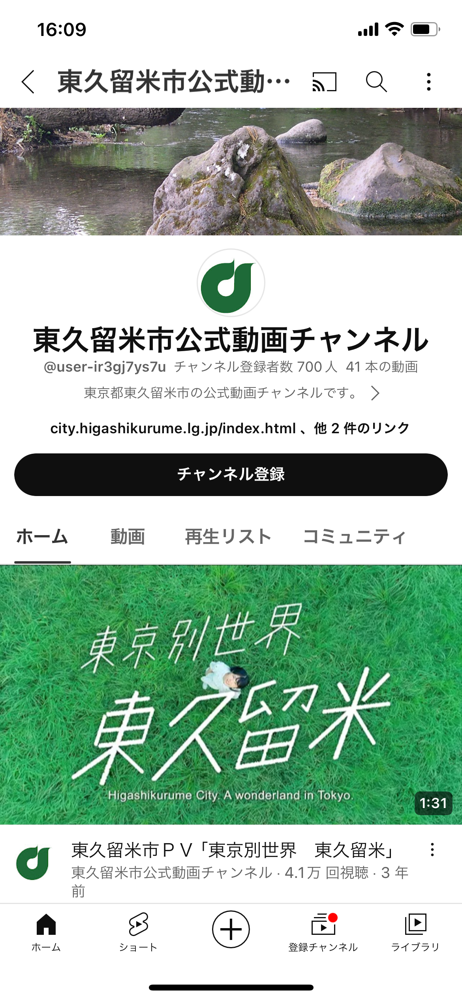 16:09
東久留米市公式動…
東久留米市公式動画チャンネル
@user-ir3gj7ys7u チャンネル登録者数 700 人 41 本の動画
東京都東久留米市の公式動画チャンネルです。
city.higashikurume.lg.jp/index.html 、他 2 件のリンク
チャンネル登録
ホーム 動画 再生リスト コミュニティ
東京別世界
東久留米
Higashikurume City. A wonderland in Tokyo.
1:31
東久留米市ＰＶ「東京別世界　東久留米」
東久留米市公式動画チャンネル · 4.1万 回視聴 · 3 年
前
ホーム ショート 登録チャンネル ライブラリ